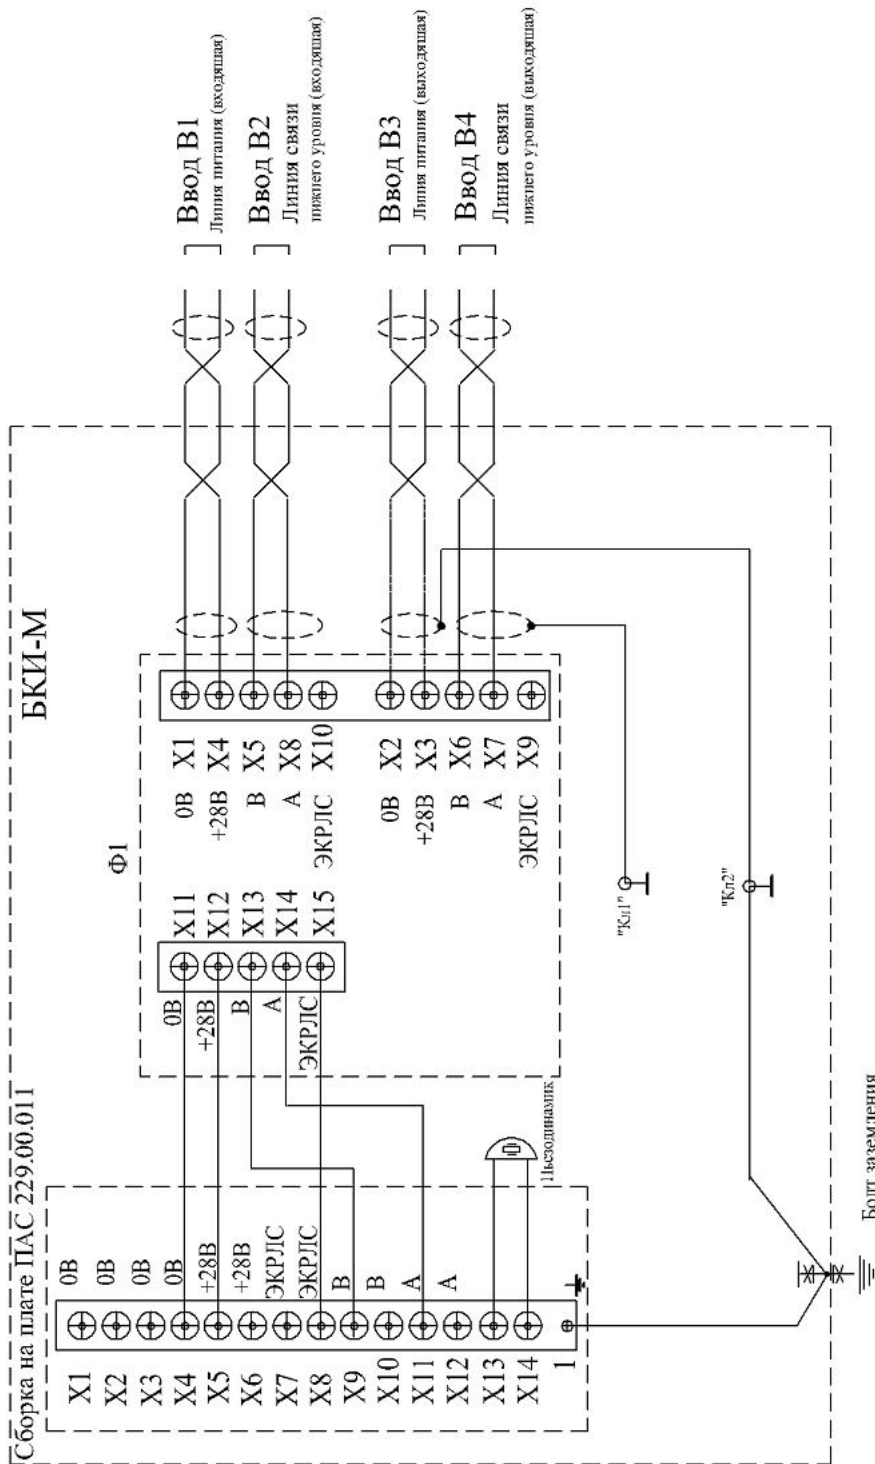 Сборка на плате ПАС 229.00.011
БКИ-М
Ввод В1
Линия питания (входящая)
Ввод В2
Линия связи
нижнего уровня (входящая)
Ввод В3
Линия питания (выходящая)
Ввод В4
Линия связи
нижнего уровня (выходящая)
Ф1
0В X1
+28В X4
В X5
А X8
ЭКРЛС X10
0В X2
+28В X3
В X6
А X7
ЭКРЛС X9
0В X11
+28В X12
В X13
А X14
ЭКРЛС X15
X1 0В
X2 0В
X3 0В
X4 0В
X5 +28В
X6 +28В
X7 ЭКРЛС
X8 ЭКРЛС
X9 В
X10 В
X11 А
X12 А
X13
X14
1
Пьезодинамик
"Кл1"
"Кл2"
Болт заземления